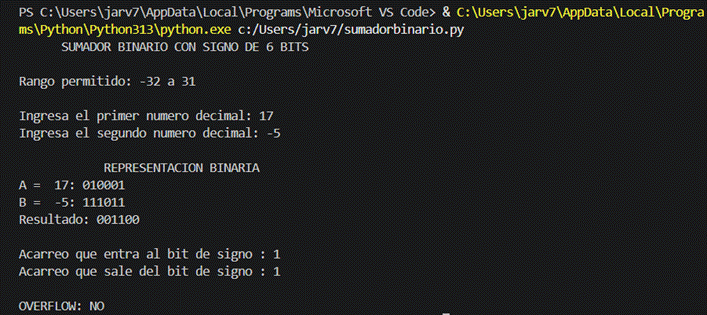 PS C:\Users\jarv7\AppData\Local\Programs\Microsoft VS Code> & C:\Users\jarv7\AppData\Local\Progra
ms\Python\Python313\python.exe c:/Users/jarv7/sumadorbinario.py
SUMADOR BINARIO CON SIGNO DE 6 BITS
Rango permitido: -32 a 31
Ingresa el primer numero decimal: 17
Ingresa el segundo numero decimal: -5
REPRESENTACION BINARIA
A =  17: 010001
B =  -5: 111011
Resultado: 001100
Acarreo que entra al bit de signo : 1
Acarreo que sale del bit de signo : 1
OVERFLOW: NO